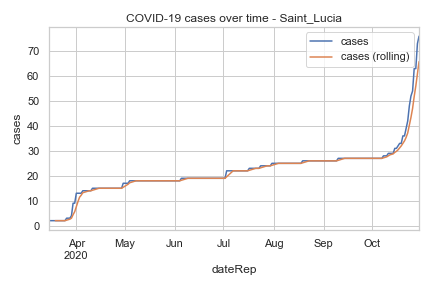 COVID-19 cases over time - Saint_Lucia
cases
cases (rolling)
cases
70
60
50
40
30
20
10
0
Apr May Jun Jul Aug Sep Oct
2020
dateRep